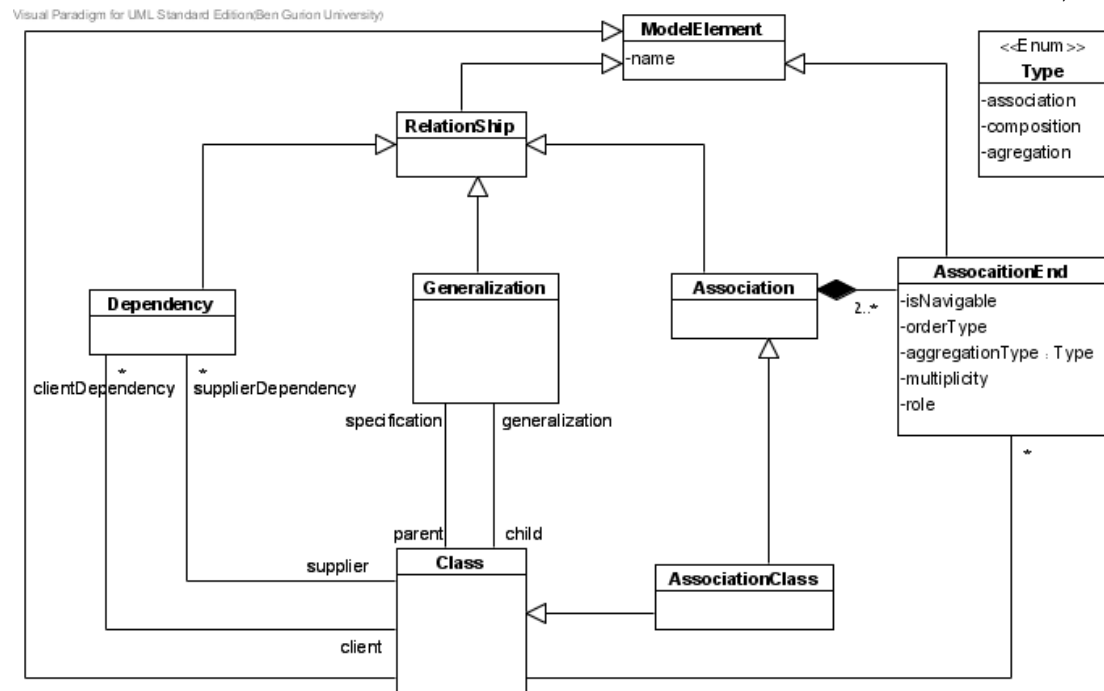 Visual Paradigm for UML Standard Edition(Ben Gurion University)
ModelElement
-name
<<Enum>>
Type
-association
-composition
-agregation
RelationShip
Dependency
Generalization
Association
2..*
AssocaitionEnd
-isNavigable
-orderType
-aggregationType : Type
-multiplicity
-role
*
*
clientDependency
supplierDependency
specification
generalization
*
parent
child
supplier
Class
AssociationClass
client